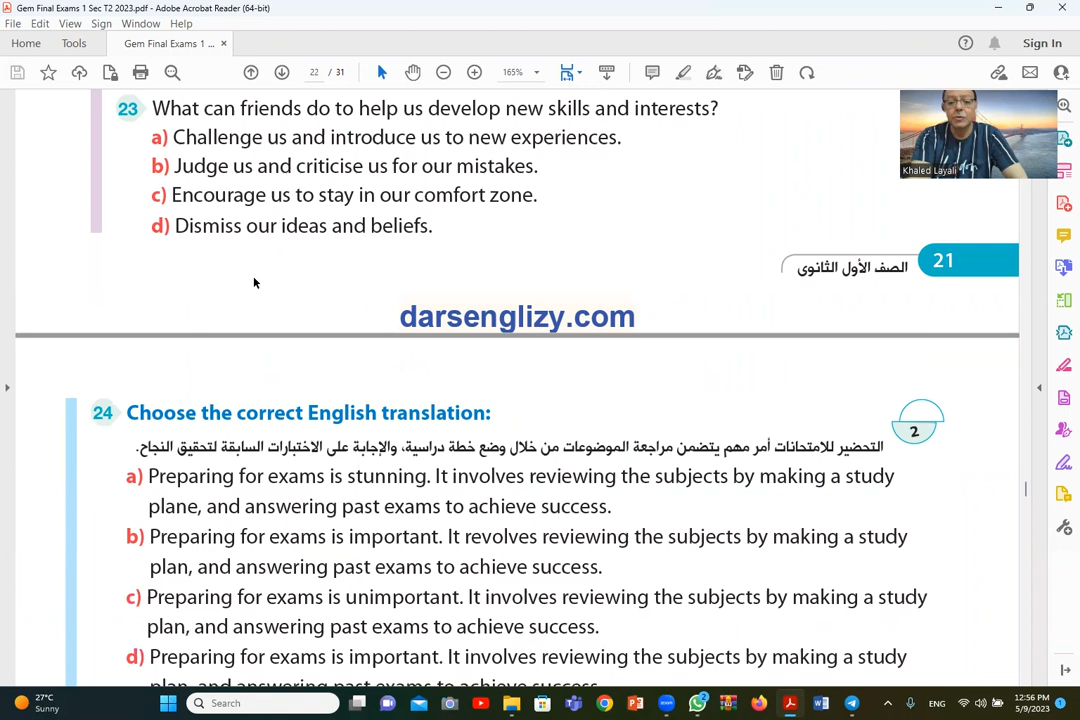 Gem Final Exams 1 Sec T2 2023.pdf - Adobe Acrobat Reader (64-bit)
File Edit View Sign Window Help
Home Tools Gem Final Exams 1 ... × Sign In
22 / 31 165%
23 What can friends do to help us develop new skills and interests?
a) Challenge us and introduce us to new experiences.
b) Judge us and criticise us for our mistakes.
c) Encourage us to stay in our comfort zone.
d) Dismiss our ideas and beliefs.
Khaled Layali
الصف الأول الثانوى 21
darsenglizy.com
24 Choose the correct English translation:
2
التحضير للامتحانات أمر مهم يتضمن مراجعة الموضوعات من خلال وضع خطة دراسية، والإجابة على الاختبارات السابقة لتحقيق النجاح.
a) Preparing for exams is stunning. It involves reviewing the subjects by making a study
plane, and answering past exams to achieve success.
b) Preparing for exams is important. It revolves reviewing the subjects by making a study
plan, and answering past exams to achieve success.
c) Preparing for exams is unimportant. It involves reviewing the subjects by making a study
plan, and answering past exams to achieve success.
d) Preparing for exams is important. It involves reviewing the subjects by making a study
plan, and answering past exams to achieve success.
27°C
Sunny
Search
2
ENG
12:56 PM
5/9/2023